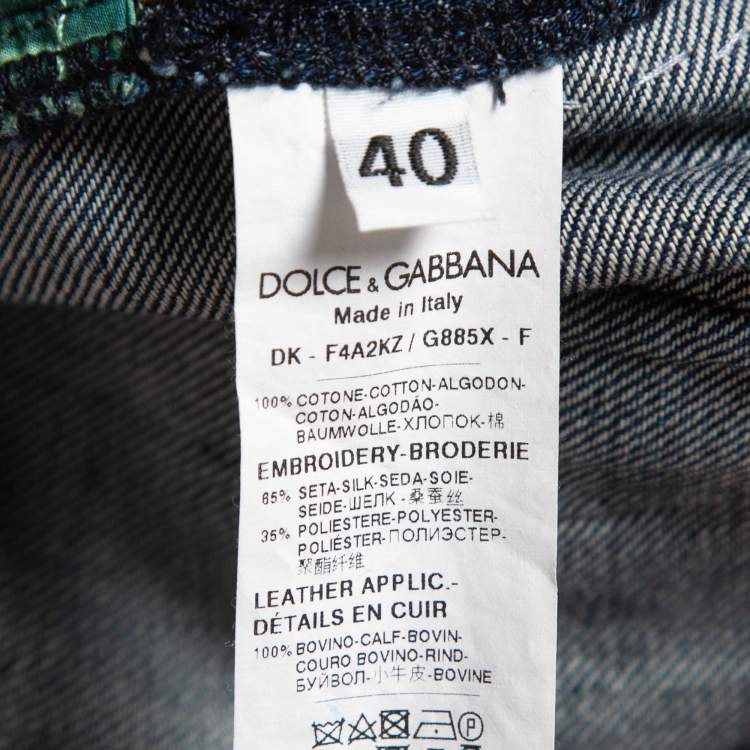 40
DOLCE & GABBANA
Made in Italy
DK - F4A2KZ / G885X - F
100% COTONE-COTTON-ALGODON-
COTON-ALGODÃO-
BAUMWOLLE-ХЛОПОК-棉
EMBROIDERY-BRODERIE
65% SETA-SILK-SEDA-SOIE-
SEIDE-ШЕЛК-桑蚕丝
35% POLIESTERE-POLYESTER-
POLIÉSTER-ПОЛИЭСТЕР-
聚酯纤维
LEATHER APPLIC.-
DÉTAILS EN CUIR
100% BOVINO-CALF-BOVIN-
COURO BOVINO-RIND-
БУЙВОЛ-小牛皮-BOVINE
P